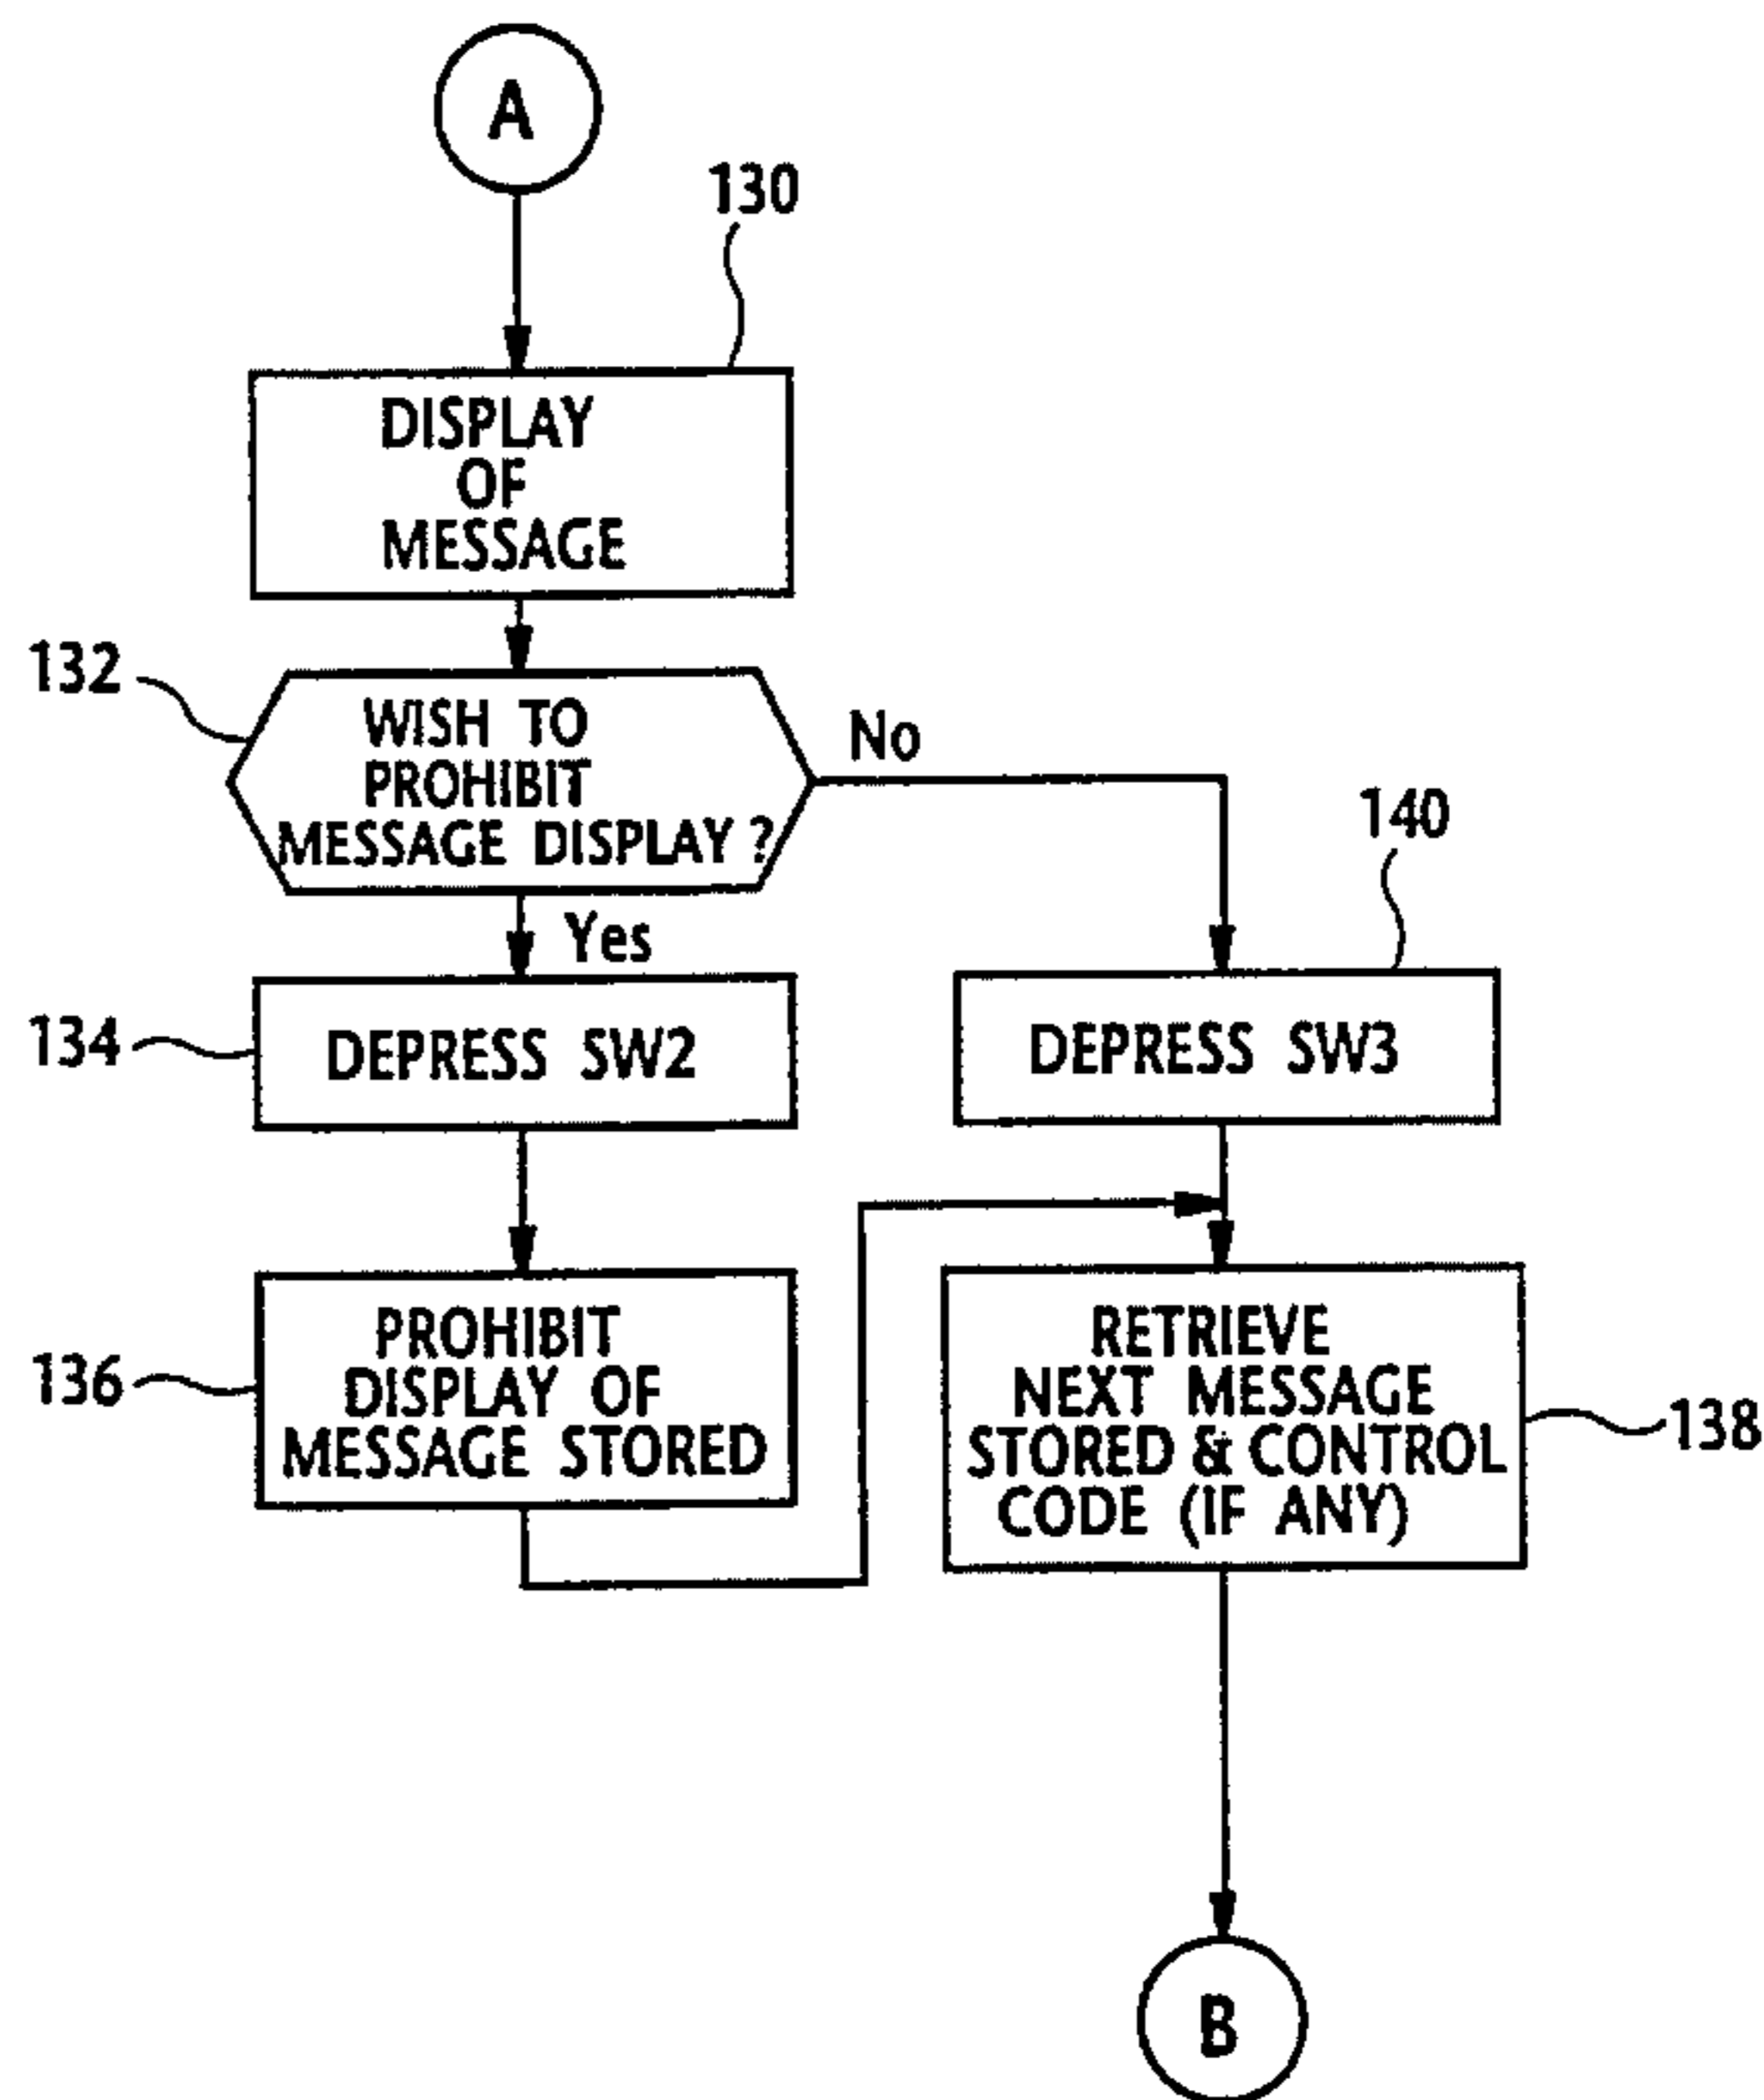 A
130
DISPLAY
OF
MESSAGE
132
WISH TO
PROHIBIT
MESSAGE DISPLAY ?
No
Yes
140
134
DEPRESS SW2
DEPRESS SW3
136
PROHIBIT
DISPLAY OF
MESSAGE STORED
RETRIEVE
NEXT MESSAGE
STORED & CONTROL
CODE (IF ANY)
138
B